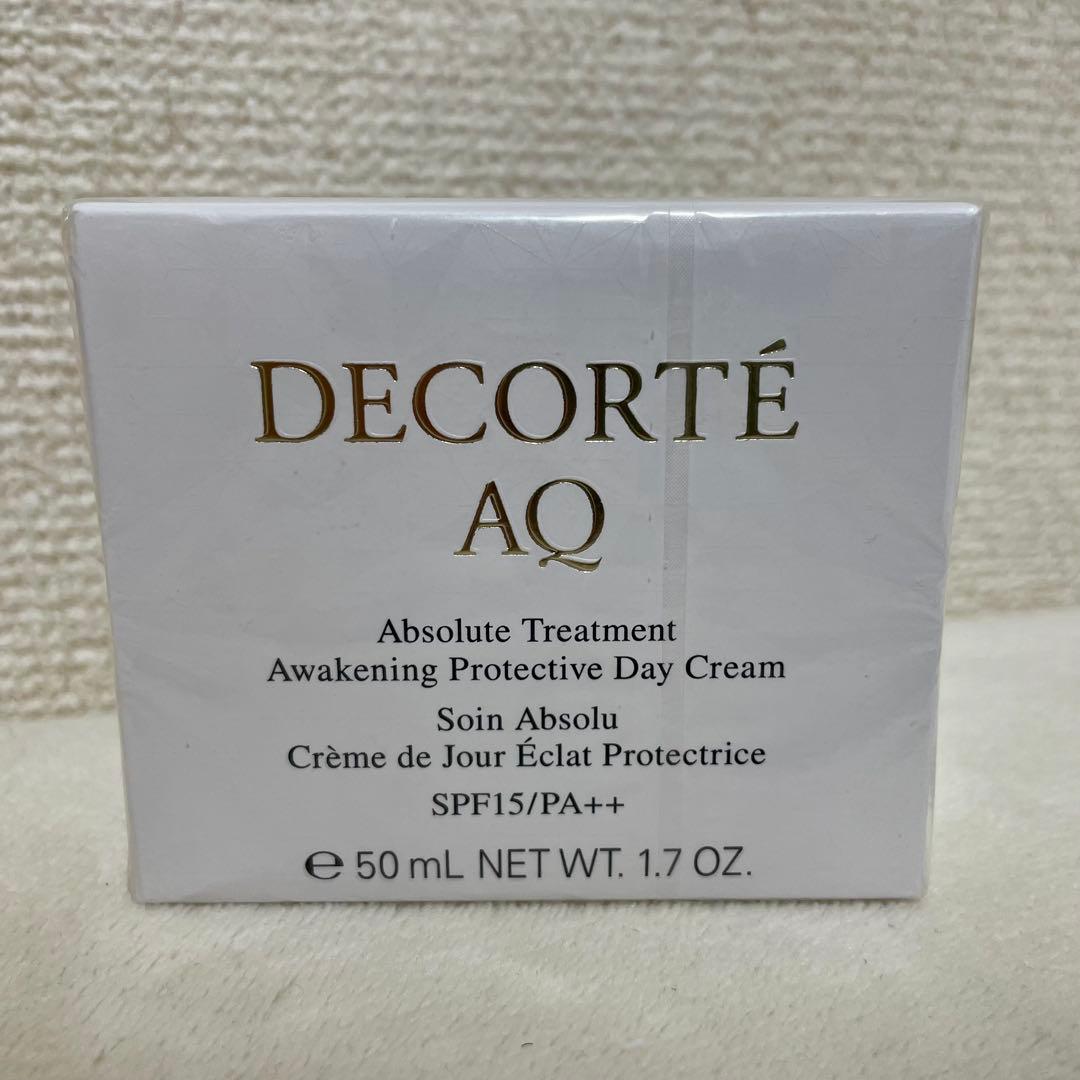 DECORTÉ
AQ
Absolute Treatment
Awakening Protective Day Cream
Soin Absolu
Crème de Jour Éclat Protectrice
SPF15/PA++
℮ 50 mL NET WT. 1.7 OZ.